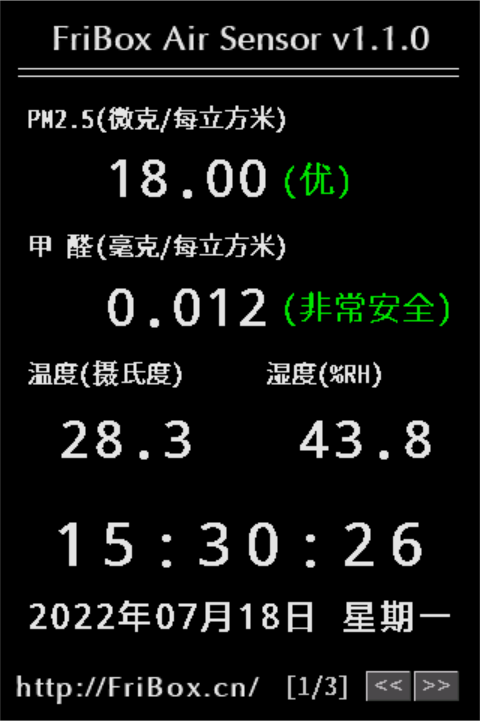 FriBox Air Sensor v1.1.0
PM2.5(微克/每立方米)
18.00 (优)
甲 醛(毫克/每立方米)
0.012 (非常安全)
温度(摄氏度) 湿度(%RH)
28.3 43.8
15:30:26
2022年07月18日 星期一
http://FriBox.cn/ [1/3] << >>